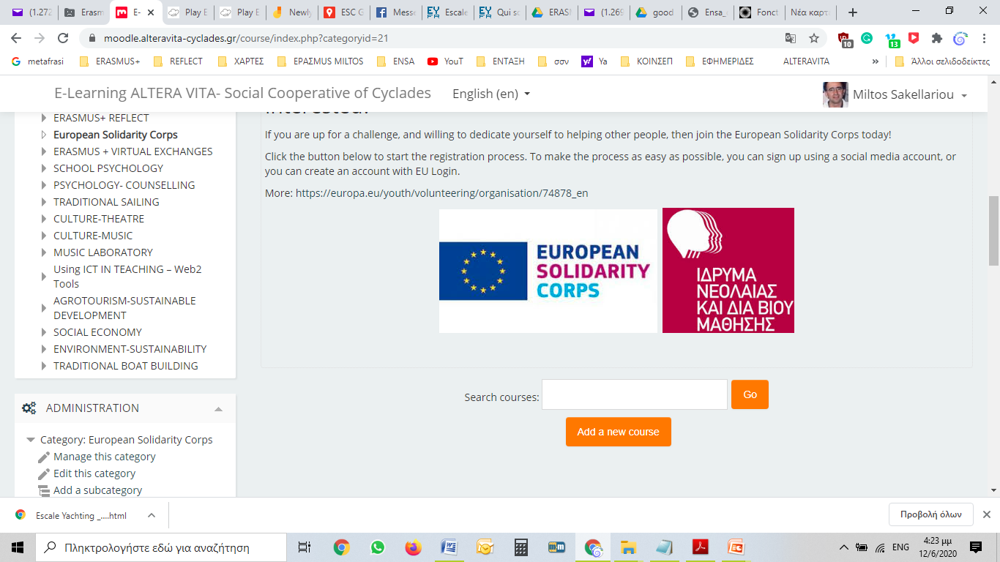 (1.272
Erasm
E-
Play E
Play E
Newly
ESC G
Messe
Escale
Qui so
ERASM
(1.269
good
Ensa_
Fonct
Νέα καρτ
moodle.alteravita-cyclades.gr/course/index.php?categoryid=21
10
13
metafrasi
ERASMUS+
REFLECT
ΧΑΡΤΕΣ
ΕΡΑΣΜUS MILTOS
ENSA
YouT
ΕΝΤΑΞΗ
σσν
Ya
ΚΟΙΝΣΕΠ
ΕΦΗΜΕΡΙΔΕΣ
ALTERAVITA
»
Άλλοι σελιδοδείκτες
E-Learning ALTERA VITA- Social Cooperative of Cyclades
English (en)
Miltos Sakellariou
ERASMUS+ REFLECT
European Solidarity Corps
ERASMUS + VIRTUAL EXCHANGES
SCHOOL PSYCHOLOGY
PSYCHOLOGY- COUNSELLING
TRADITIONAL SAILING
CULTURE-THEATRE
CULTURE-MUSIC
MUSIC LABORATORY
Using ICT IN TEACHING – Web2
Tools
AGROTOURISM-SUSTAINABLE
DEVELOPMENT
SOCIAL ECONOMY
ENVIRONMENT-SUSTAINABILITY
TRADITIONAL BOAT BUILDING
ADMINISTRATION
Category: European Solidarity Corps
Manage this category
Edit this category
Add a subcategory
If you are up for a challenge, and willing to dedicate yourself to helping other people, then join the European Solidarity Corps today!
Click the button below to start the registration process. To make the process as easy as possible, you can sign up using a social media account, or
you can create an account with EU Login.
More: https://europa.eu/youth/volunteering/organisation/74878_en
EUROPEAN
SOLIDARITY
CORPS
ΙΔΡΥΜΑ
ΝΕΟΛΑΙΑΣ
ΚΑΙ ΔΙΑ ΒΙΟΥ
ΜΑΘΗΣΗΣ
Search courses:
Go
Add a new course
Escale Yachting _....html
Προβολή όλων
Πληκτρολογήστε εδώ για αναζήτηση
ENG
4:23 μμ
12/6/2020